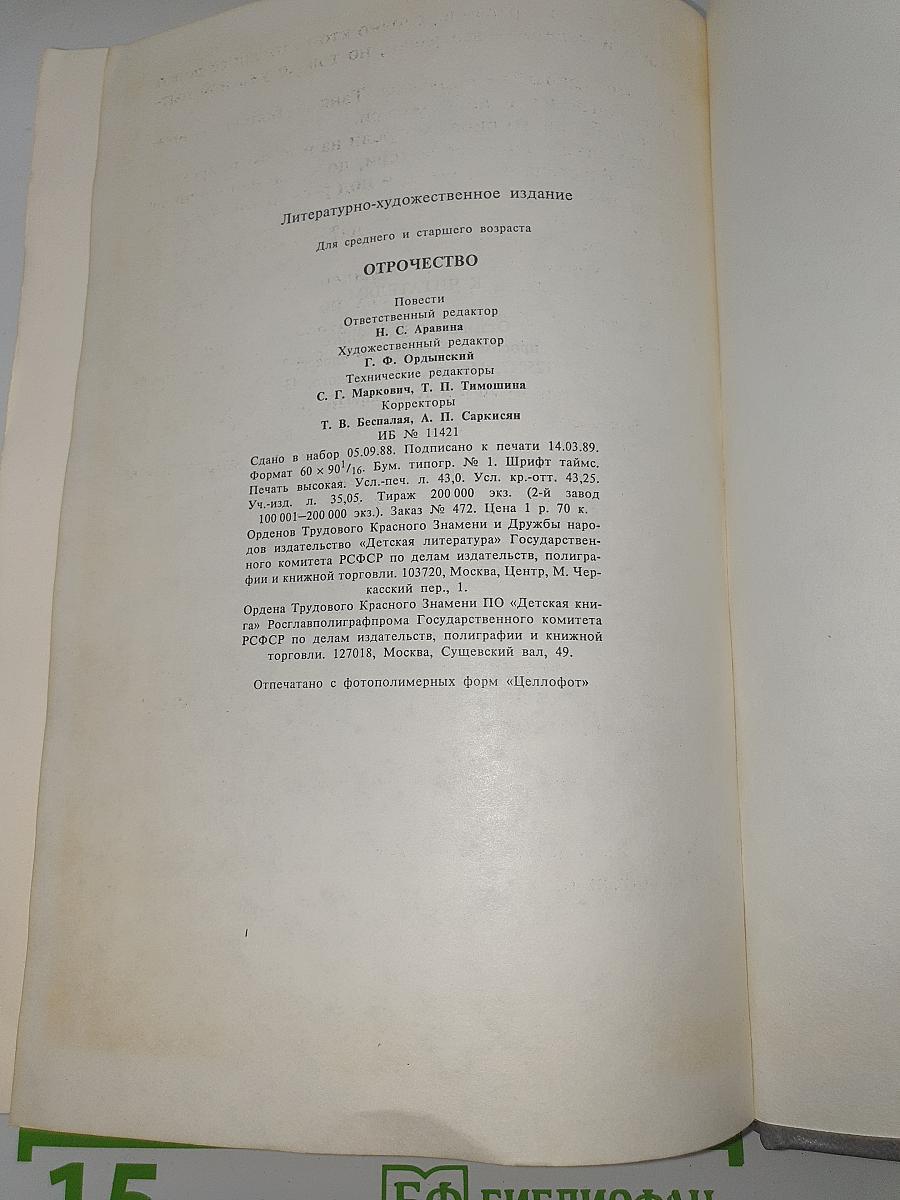 Литературно-художественное издание
Для среднего и старшего возраста
ОТРОЧЕСТВО
Повести
Ответственный редактор
Н. С. Аравина
Художественный редактор
Г. Ф. Ордынский
Технические редакторы
С. Г. Маркович, Т. П. Тимошина
Корректоры
Т. В. Беспалая, А. П. Саркисян
ИБ № 11421
Сдано в набор 05.09.88. Подписано к печати 14.03.89.
Формат 60 × 90¹/₁₆. Бум. типогр. № 1. Шрифт таймс.
Печать высокая. Усл.-печ. л. 43,0. Усл. кр.-отт. 43,25.
Уч.-изд. л. 35,05. Тираж 200 000 экз. (2-й завод
100 001–200 000 экз.). Заказ № 472. Цена 1 р. 70 к.
Орденов Трудового Красного Знамени и Дружбы наро-
дов издательство «Детская литература» Государствен-
ного комитета РСФСР по делам издательств, полигра-
фии и книжной торговли. 103720, Москва, Центр, М. Чер-
касский пер., 1.
Ордена Трудового Красного Знамени ПО «Детская кни-
га» Росглавполиграфпрома Государственного комитета
РСФСР по делам издательств, полиграфии и книжной
торговли. 127018, Москва, Сущевский вал, 49.
Отпечатано с фотополимерных форм «Целлофот»
15
БФ БИБЛИОФАН